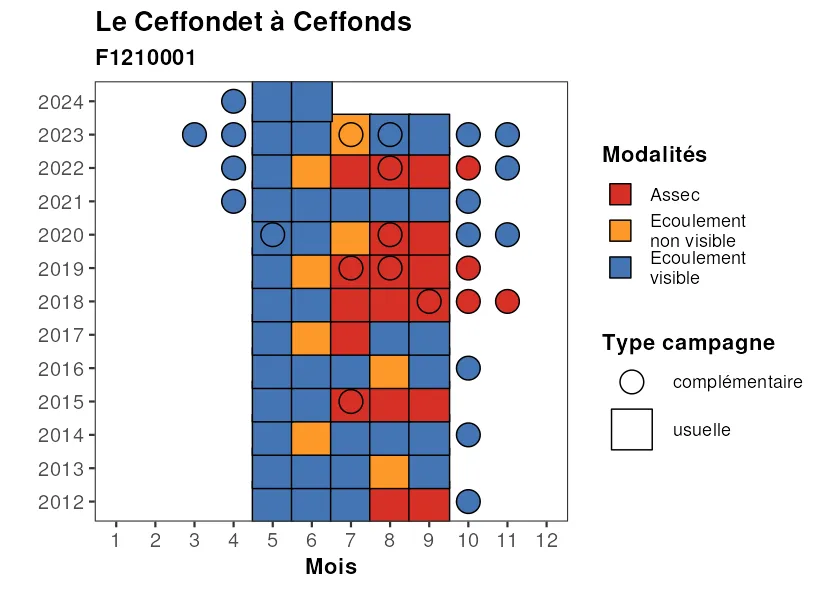 Le Ceffondet à Ceffonds
F1210001
2024
2023
2022
2021
2020
2019
2018
2017
2016
2015
2014
2013
2012
1 2 3 4 5 6 7 8 9 10 11 12
Mois
Modalités
Assec
Ecoulement
non visible
Ecoulement
visible
Type campagne
complémentaire
usuelle